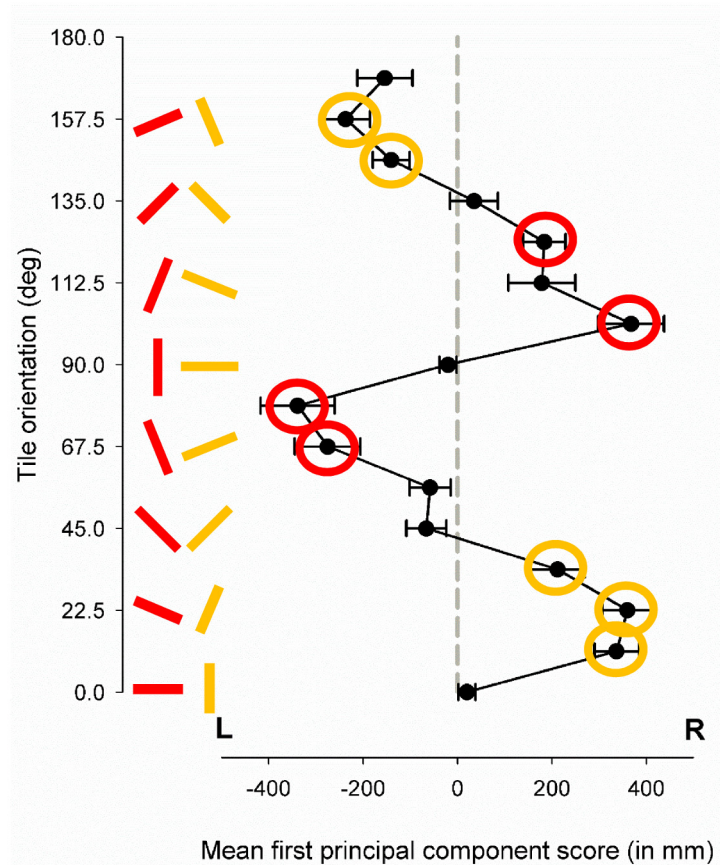 180.0
157.5
135.0
112.5
90.0
67.5
45.0
22.5
0.0
Tile orientation (deg)
L R
-400 -200 0 200 400
Mean first principal component score (in mm)